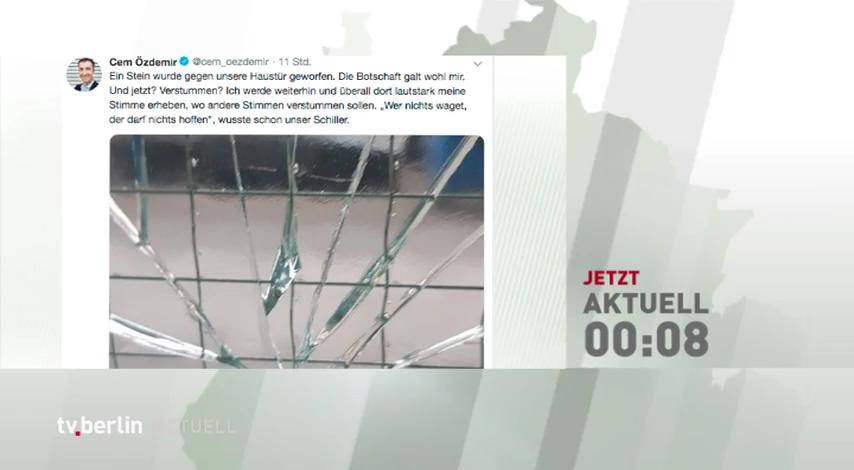 Cem Özdemir @cem_oezdemir · 11 Std.
Ein Stein wurde gegen unsere Haustür geworfen. Die Botschaft galt wohl mir.
Und jetzt? Verstummen? Ich werde weiterhin und überall dort lautstark meine
Stimme erheben, wo andere Stimmen verstummen sollen. „Wer nichts waget,
der darf nichts hoffen“, wusste schon unser Schiller.
JETZT
AKTUELL
00:08
tv.berlin AKTUELL